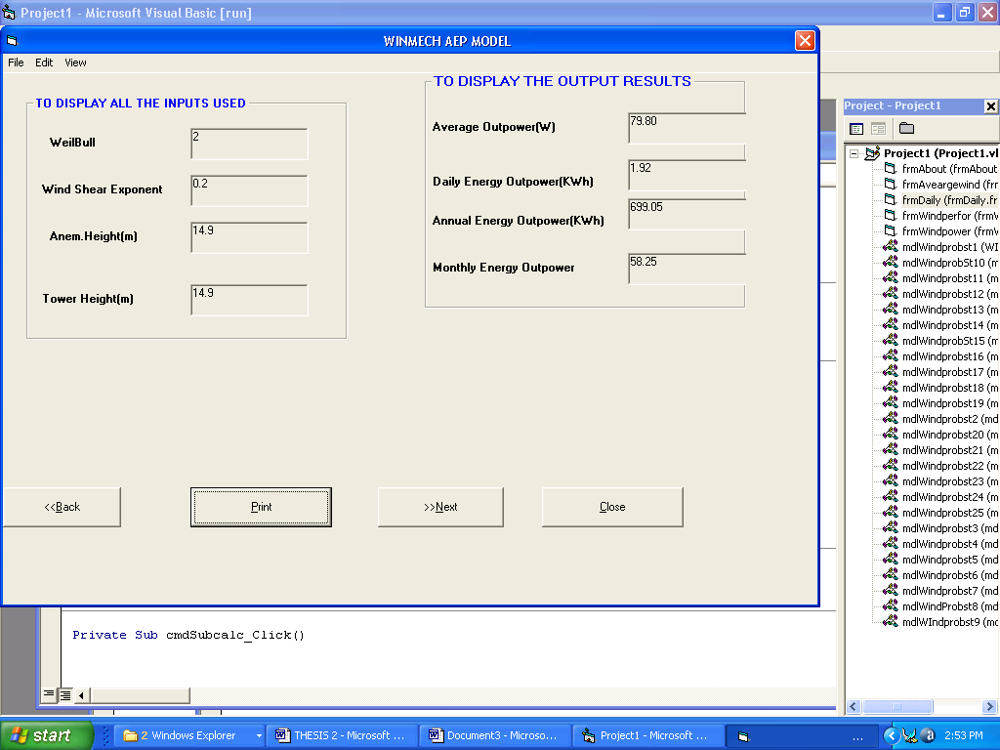 Project1 - Microsoft Visual Basic [run]
WINMECH AEP MODEL
File Edit View
TO DISPLAY ALL THE INPUTS USED
WeilBull 2
Wind Shear Exponent 0.2
Anem.Height(m) 14.9
Tower Height(m) 14.9
TO DISPLAY THE OUTPUT RESULTS
Average Outpower(W) 79.80
Daily Energy Outpower(KWh) 1.92
Annual Energy Outpower(KWh) 699.05
Monthly Energy Outpower 58.25
<<Back Print >>Next Close
Project - Project1
Project1 (Project1.vl
frmAbout (frmAbou
frmAveargewind (frr
frmDaily (frmDaily.fr
frmWindperfor (frmV
frmWindpower (frmV
mdlWindprobst1 (WI
mdlWindprobSt10 (m
mdlWindprobst11 (m
mdlWindprobst12 (m
mdlWindprobst13 (m
mdlWindprobst14 (m
mdlWindprobSt15 (m
mdlWindprobst16 (m
mdlWindprobst17 (m
mdlWindprobst18 (m
mdlWindprobst19 (m
mdlWindprobst2 (md
mdlWindprobst20 (m
mdlWindprobst21 (m
mdlWindprobst22 (m
mdlWindprobst23 (m
mdlWindprobst24 (m
mdlWindprobst25 (m
mdlWindprobst3 (md
mdlWindprobst4 (md
mdlWindprobst5 (md
mdlWindprobst6 (md
mdlWindprobst7 (md
mdlWindProbst8 (md
mdlWIndprobst9 (md
Private Sub cmdSubcalc_Click()
start 2 Windows Explorer THESIS 2 - Microsoft ... Document3 - Microso... Project1 - Microsoft ... ... 2:53 PM